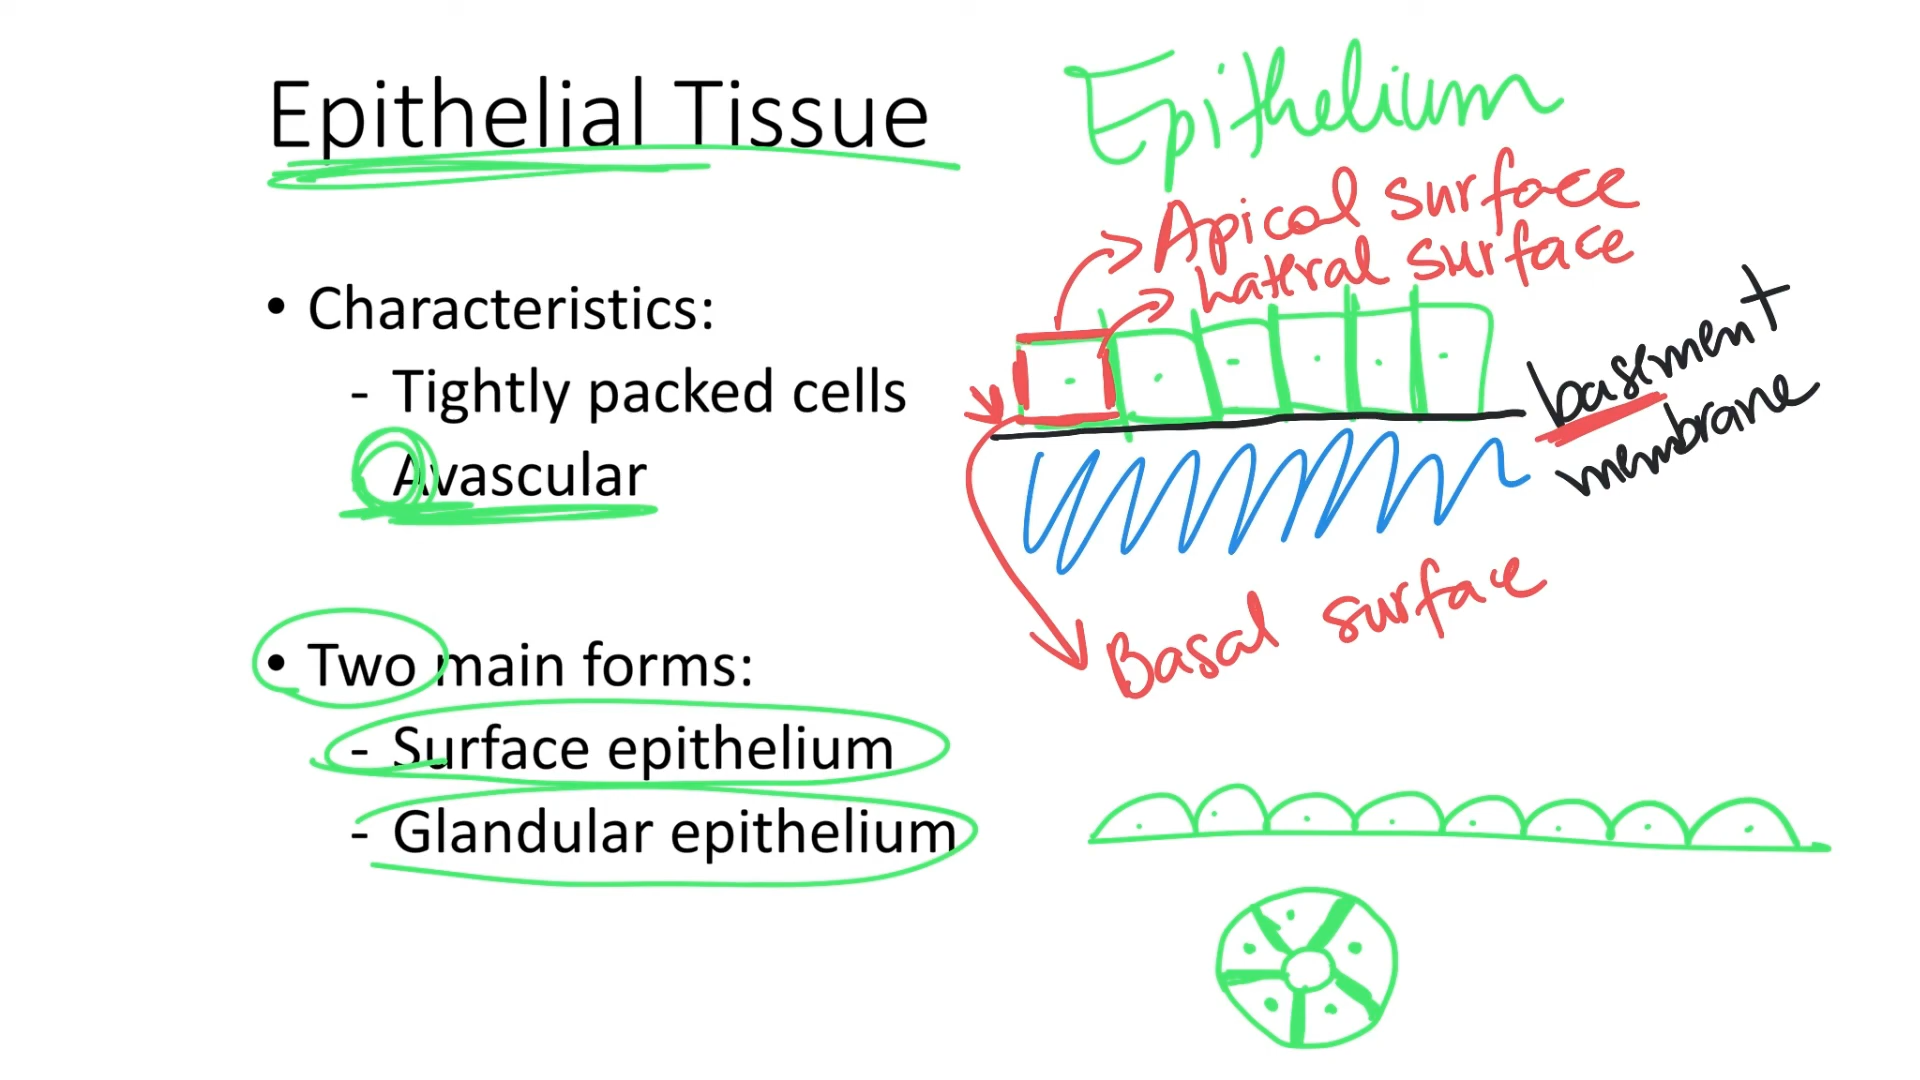 Epithelial Tissue
• Characteristics:
- Tightly packed cells
Avascular
• Two main forms:
- Surface epithelium
- Glandular epithelium
Epithelium
Apical surface
Lateral surface
basement
membrane
Basal surface